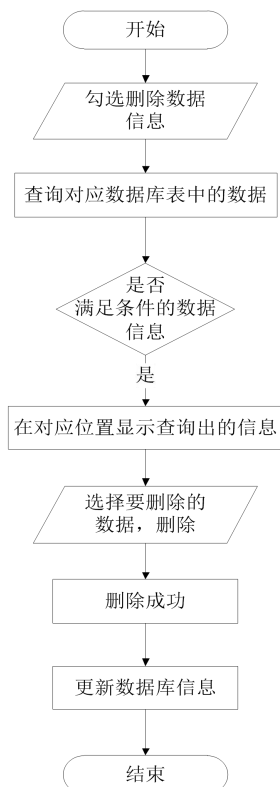 开始
勾选删除数据
信息
查询对应数据库表中的数据
是否
满足条件的数据
信息
是
在对应位置显示查询出的信息
选择要删除的
数据，删除
删除成功
更新数据库信息
结束